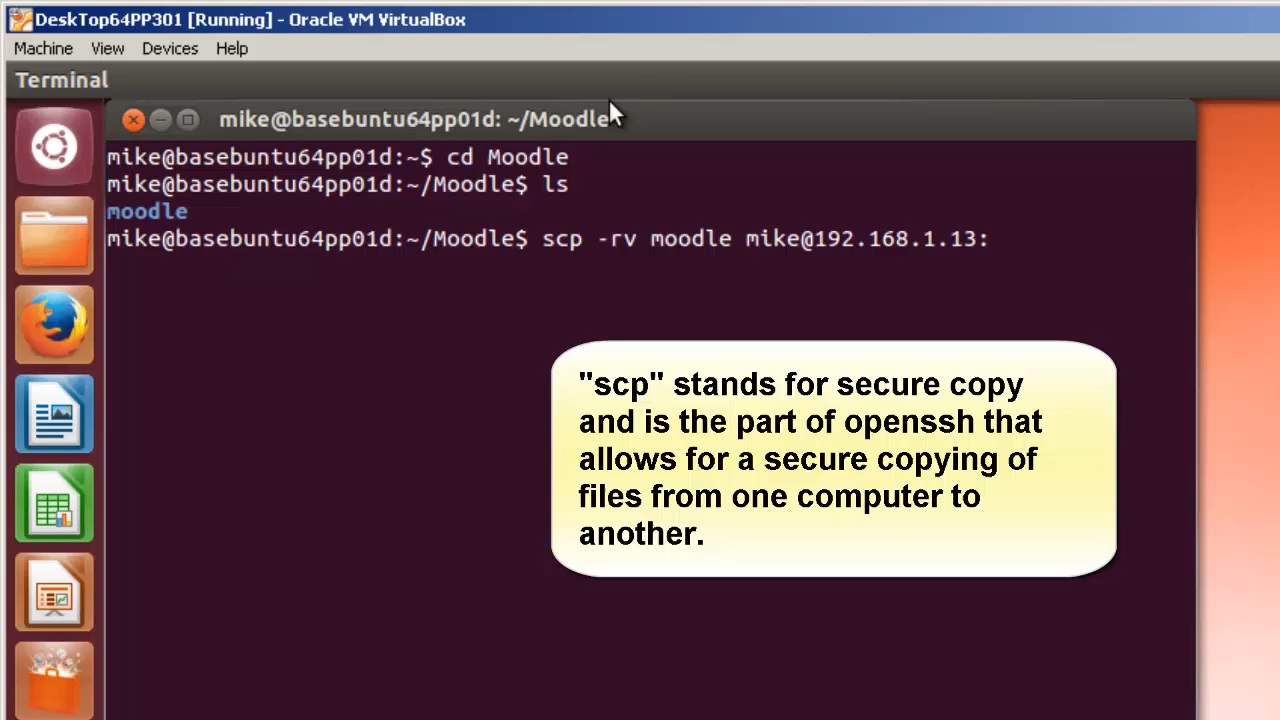 DeskTop64PP301 [Running] - Oracle VM VirtualBox
Machine View Devices Help
Terminal
mike@basebuntu64pp01d: ~/Moodle
mike@basebuntu64pp01d:~$ cd Moodle
mike@basebuntu64pp01d:~/Moodle$ ls
moodle
mike@basebuntu64pp01d:~/Moodle$ scp -rv moodle mike@192.168.1.13:
"scp" stands for secure copy
and is the part of openssh that
allows for a secure copying of
files from one computer to
another.